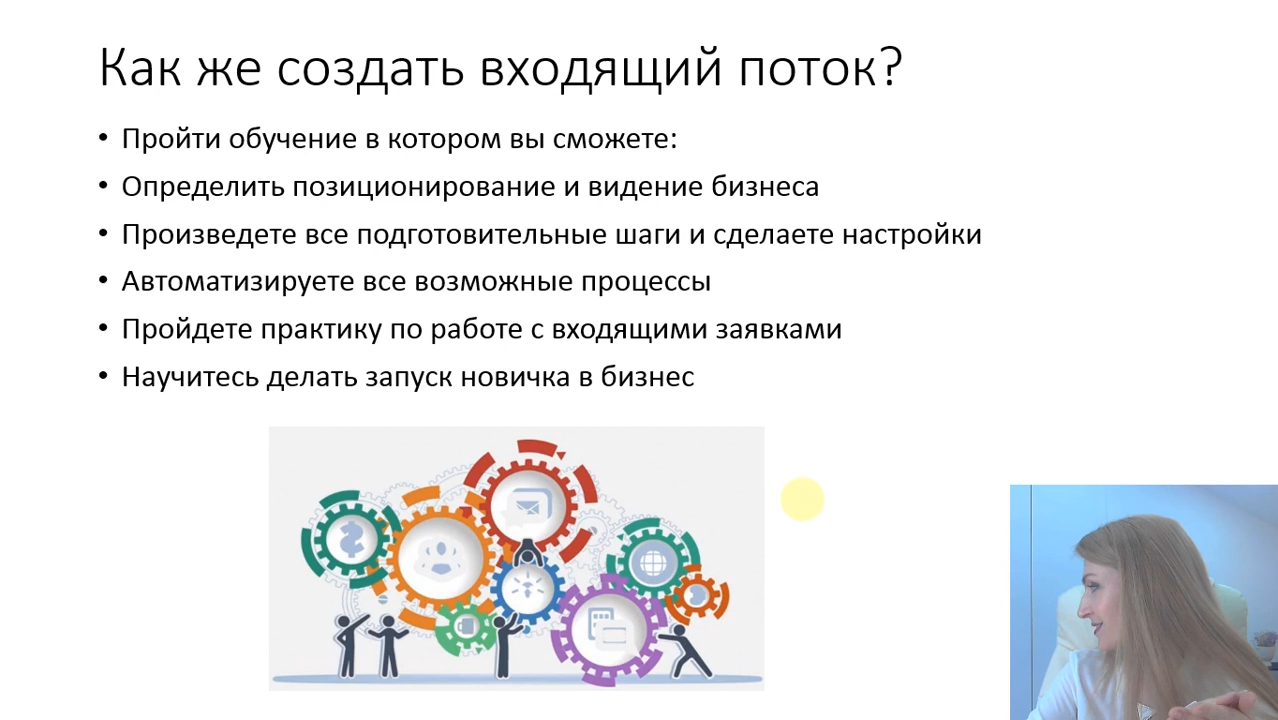 Как же создать входящий поток?
• Пройти обучение в котором вы сможете:
• Определить позиционирование и видение бизнеса
• Произведете все подготовительные шаги и сделаете настройки
• Автоматизируете все возможные процессы
• Пройдете практику по работе с входящими заявками
• Научитесь делать запуск новичка в бизнес